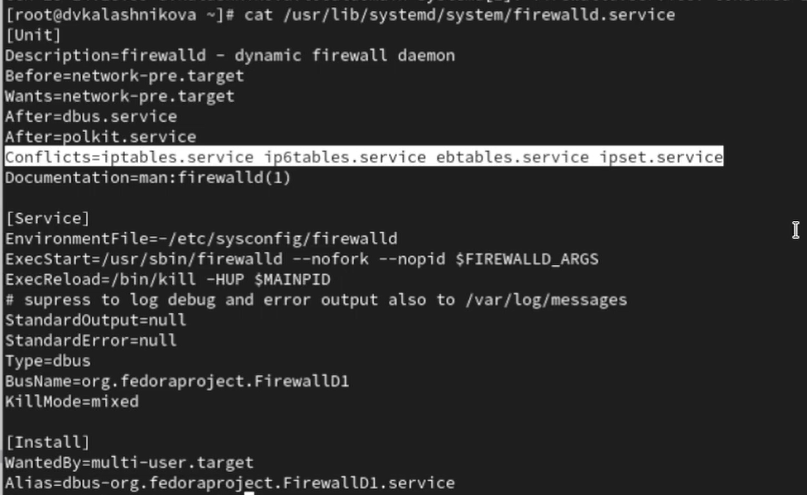 [root@dvkalashnikova ~]# cat /usr/lib/systemd/system/firewalld.service
[Unit]
Description=firewalld - dynamic firewall daemon
Before=network-pre.target
Wants=network-pre.target
After=dbus.service
After=polkit.service
Conflicts=iptables.service ip6tables.service ebtables.service ipset.service
Documentation=man:firewalld(1)

[Service]
EnvironmentFile=-/etc/sysconfig/firewalld
ExecStart=/usr/sbin/firewalld --nofork --nopid $FIREWALLD_ARGS
ExecReload=/bin/kill -HUP $MAINPID
# supress to log debug and error output also to /var/log/messages
StandardOutput=null
StandardError=null
Type=dbus
BusName=org.fedoraproject.FirewallD1
KillMode=mixed

[Install]
WantedBy=multi-user.target
Alias=dbus-org.fedoraproject.FirewallD1.service